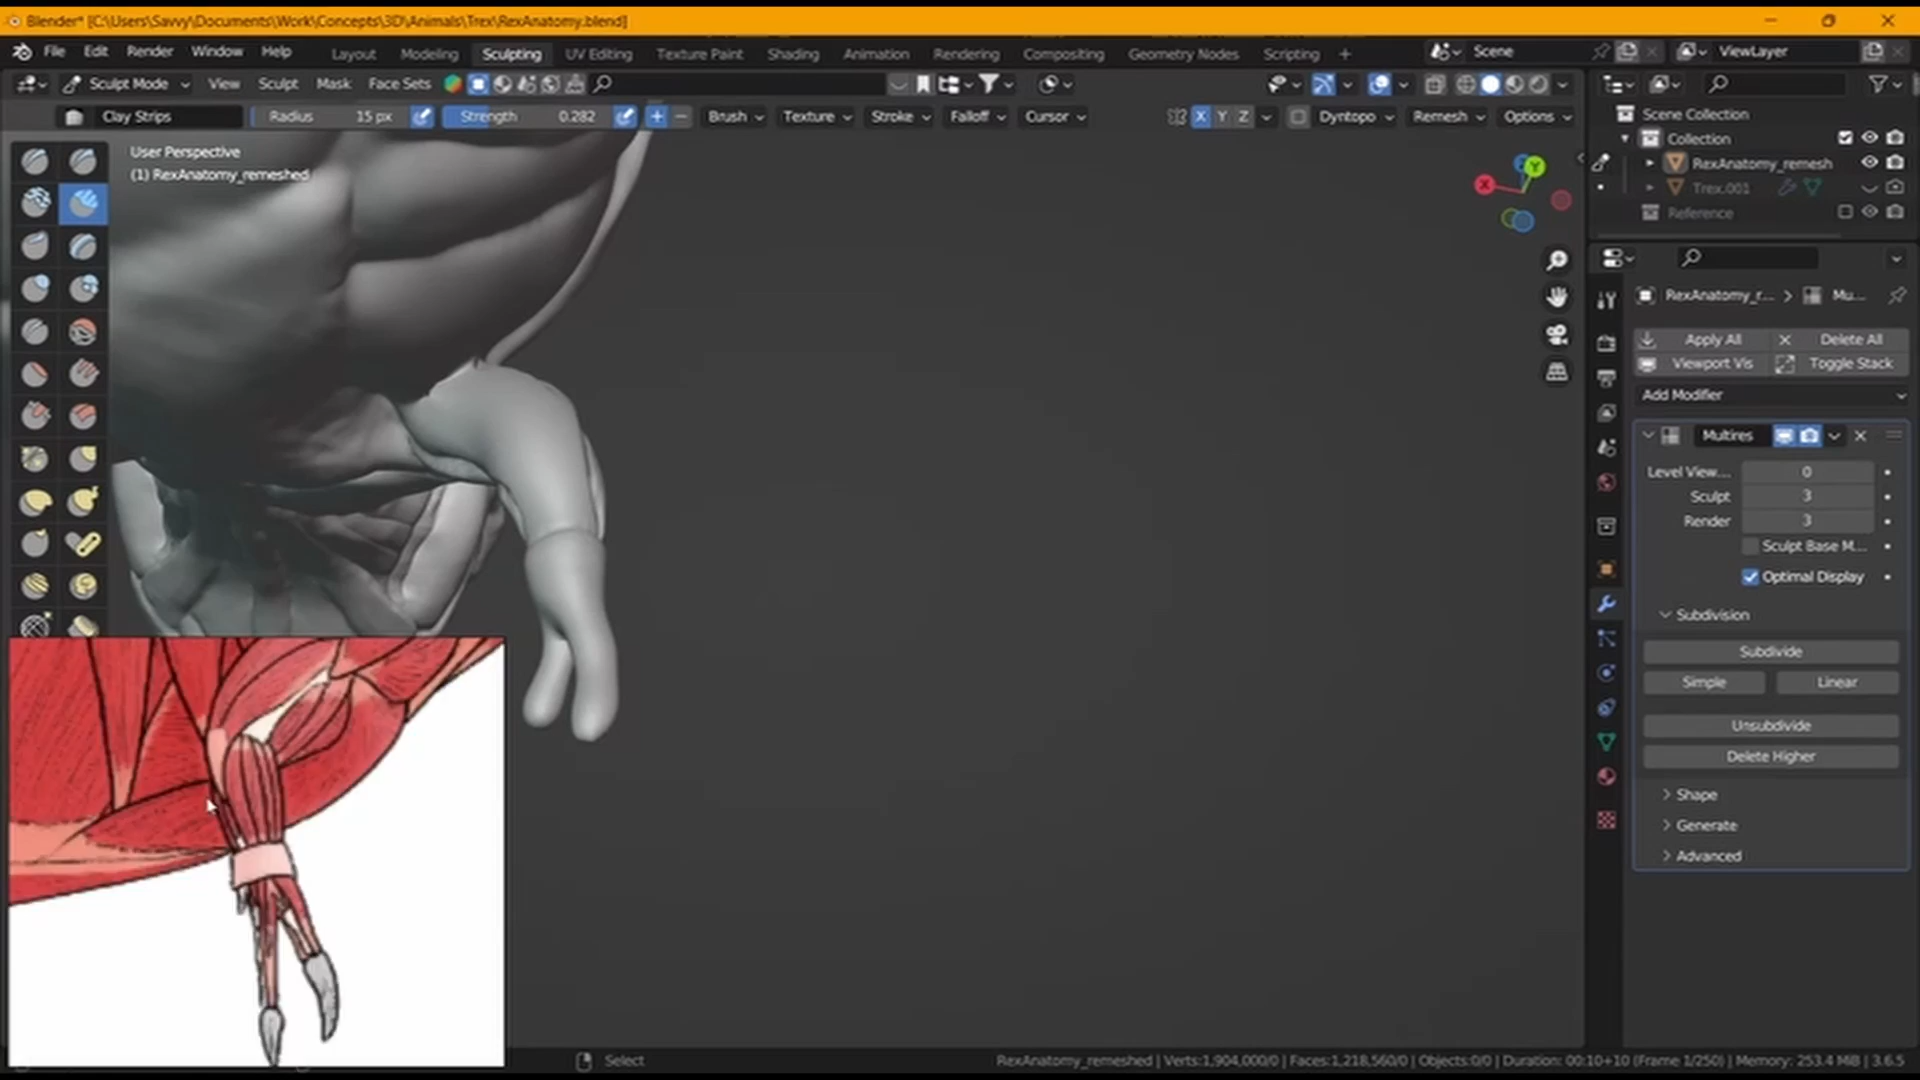 Blender* [C:\Users\Savvy\Documents\Work\Concepts\3D\Animals\Trex\RexAnatomy.blend]
File Edit Render Window Help Layout Modeling Sculpting UV Editing Texture Paint Shading Animation Rendering Compositing Geometry Nodes Scripting + Scene ViewLayer
Sculpt Mode View Sculpt Mask Face Sets
Clay Strips Radius 15 px Strength 0.282 Brush Texture Stroke Falloff Cursor X Y Z Dyntopo Remesh Options
User Perspective
(1) RexAnatomy_remeshed
X
Y
Scene Collection
Collection
RexAnatomy_remesh
Trex.001
Reference
RexAnatomy_r... > Mu...
Apply All Delete All
Viewport Vis Toggle Stack
Add Modifier
Multires
Level View... 0
Sculpt 3
Render 3
Sculpt Base M...
Optimal Display
Subdivision
Subdivide
Simple Linear
Unsubdivide
Delete Higher
Shape
Generate
Advanced
Select
RexAnatomy_remeshed | Verts:1,904,000/0 | Faces:1,218,560/0 | Objects:0/0 | Duration: 00:10+10 (Frame 1/250) | Memory: 253.4 MiB | 3.6.5